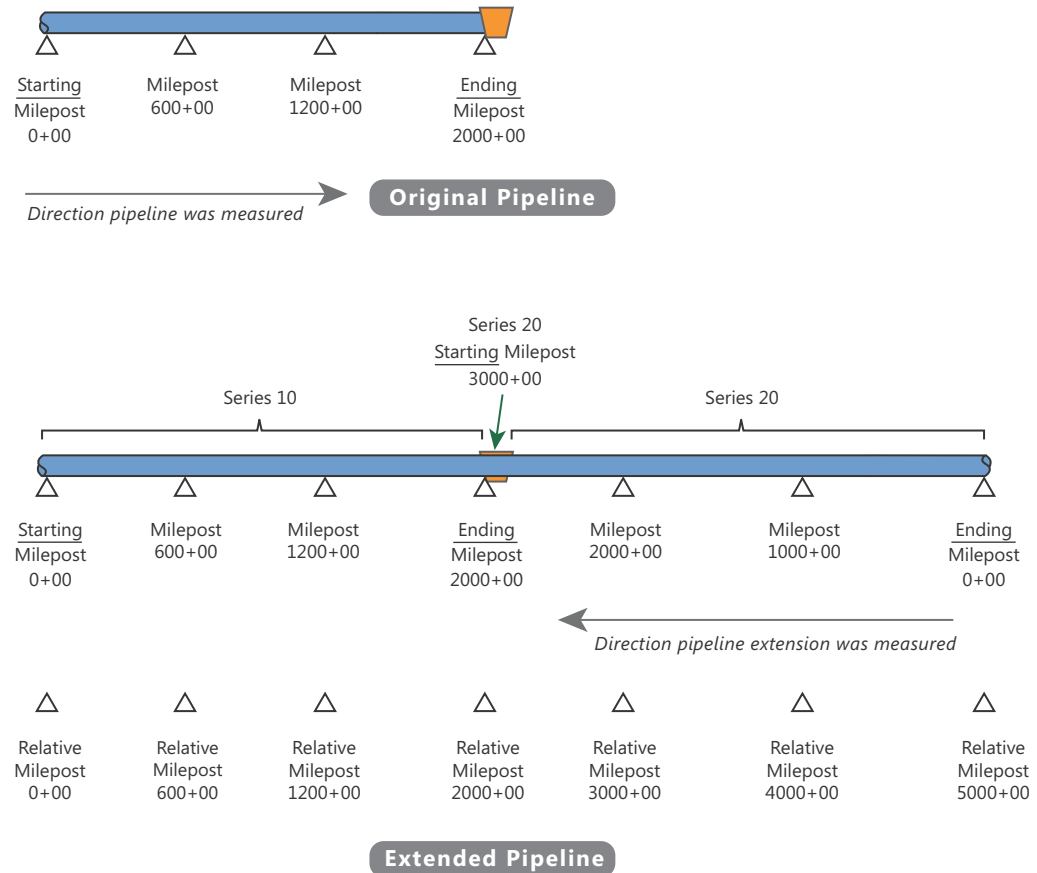 Starting
Milepost
0+00
Milepost
600+00
Milepost
1200+00
Ending
Milepost
2000+00
Direction pipeline was measured
Original Pipeline
Series 20
Starting Milepost
3000+00
Series 10
Series 20
Starting
Milepost
0+00
Milepost
600+00
Milepost
1200+00
Ending
Milepost
2000+00
Milepost
2000+00
Milepost
1000+00
Ending
Milepost
0+00
Direction pipeline extension was measured
Relative
Milepost
0+00
Relative
Milepost
600+00
Relative
Milepost
1200+00
Relative
Milepost
2000+00
Relative
Milepost
3000+00
Relative
Milepost
4000+00
Relative
Milepost
5000+00
Extended Pipeline